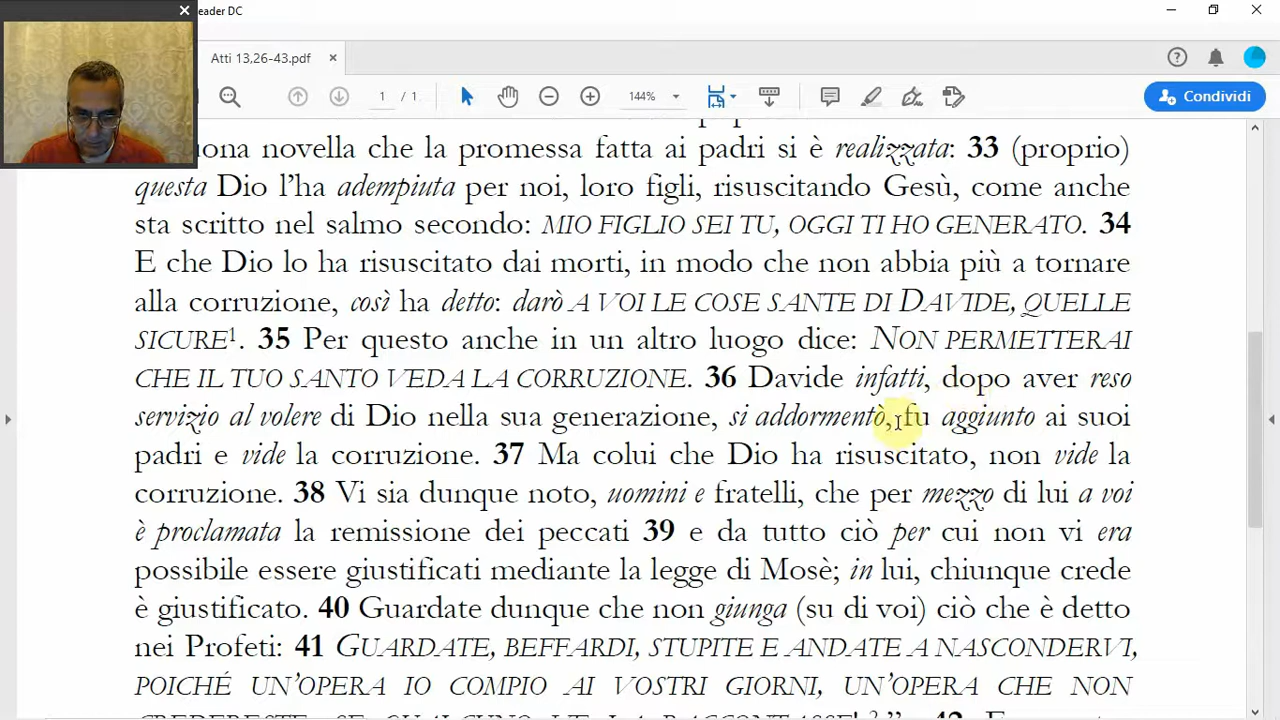 eader DC
Atti 13,26-43.pdf
1 / 1
144%
Condividi
uona novella che la promessa fatta ai padri si è realizzata: 33 (proprio)
questa Dio l’ha adempiuta per noi, loro figli, risuscitando Gesù, come anche
sta scritto nel salmo secondo: MIO FIGLIO SEI TU, OGGI TI HO GENERATO. 34
E che Dio lo ha risuscitato dai morti, in modo che non abbia più a tornare
alla corruzione, così ha detto: darò A VOI LE COSE SANTE DI DAVIDE, QUELLE
SICURE¹. 35 Per questo anche in un altro luogo dice: NON PERMETTERAI
CHE IL TUO SANTO VEDA LA CORRUZIONE. 36 Davide infatti, dopo aver reso
servizio al volere di Dio nella sua generazione, si addormentò, fu aggiunto ai suoi
padri e vide la corruzione. 37 Ma colui che Dio ha risuscitato, non vide la
corruzione. 38 Vi sia dunque noto, uomini e fratelli, che per mezzo di lui a voi
è proclamata la remissione dei peccati 39 e da tutto ciò per cui non vi era
possibile essere giustificati mediante la legge di Mosè; in lui, chiunque crede
è giustificato. 40 Guardate dunque che non giunga (su di voi) ciò che è detto
nei Profeti: 41 GUARDATE, BEFFARDI, STUPITE E ANDATE A NASCONDERVI,
POICHÉ UN’OPERA IO COMPIO AI VOSTRI GIORNI, UN’OPERA CHE NON